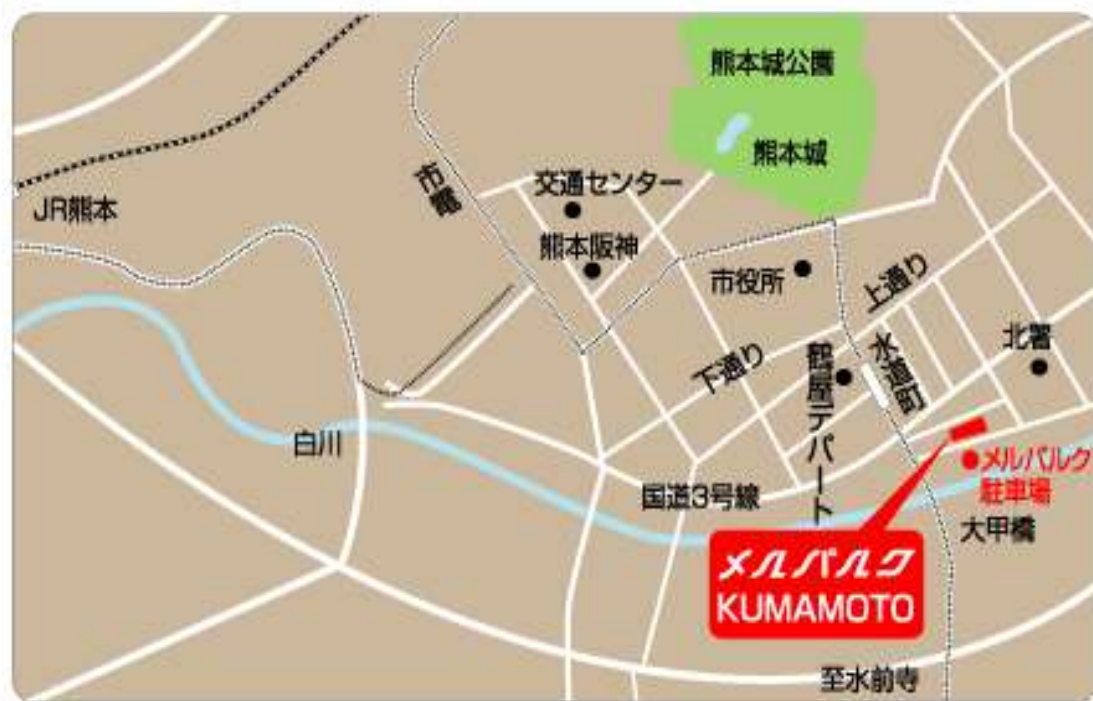 熊本城公園
熊本城
市電
交通センター
JR熊本
熊本阪神
市役所
上通り
北署
下通り
鶴屋デパート
水道町
白川
国道3号線
メルパルク
駐車場
大甲橋
メルパルク
KUMAMOTO
至水前寺